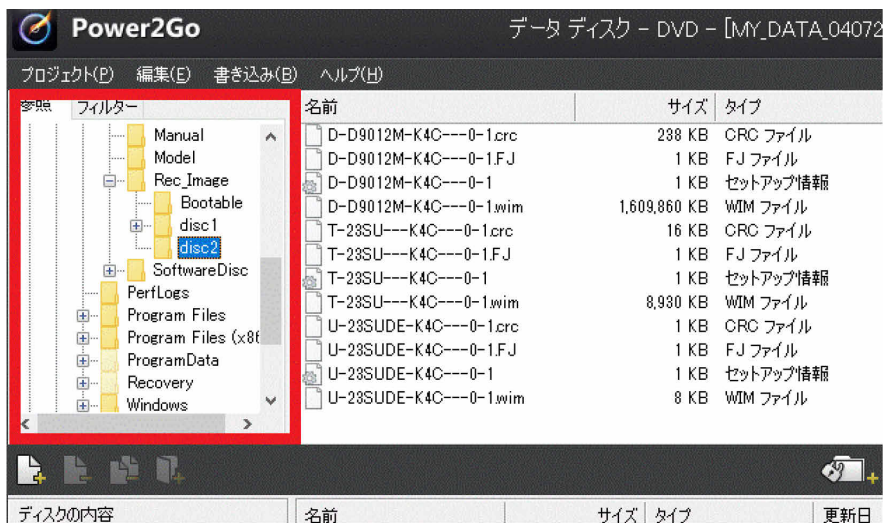 Power2Go
データ ディスク - DVD - [MY_DATA_04072
プロジェクト(P) 編集(E) 書き込み(B) ヘルプ(H)
参照 フィルター
Manual
Model
Rec_Image
Bootable
disc1
disc2
SoftwareDisc
PerfLogs
Program Files
Program Files (x86
ProgramData
Recovery
Windows
名前 サイズ タイプ
D-D9012M-K4C---0-1.crc 238 KB CRC ファイル
D-D9012M-K4C---0-1.FJ 1 KB FJ ファイル
D-D9012M-K4C---0-1 1 KB セットアップ情報
D-D9012M-K4C---0-1.wim 1,609,860 KB WIM ファイル
T-23SU---K4C---0-1.crc 16 KB CRC ファイル
T-23SU---K4C---0-1.FJ 1 KB FJ ファイル
T-23SU---K4C---0-1 1 KB セットアップ情報
T-23SU---K4C---0-1.wim 8,930 KB WIM ファイル
U-23SUDE-K4C---0-1.crc 1 KB CRC ファイル
U-23SUDE-K4C---0-1.FJ 1 KB FJ ファイル
U-23SUDE-K4C---0-1 1 KB セットアップ情報
U-23SUDE-K4C---0-1.wim 8 KB WIM ファイル
ディスクの内容
名前 サイズ タイプ 更新日